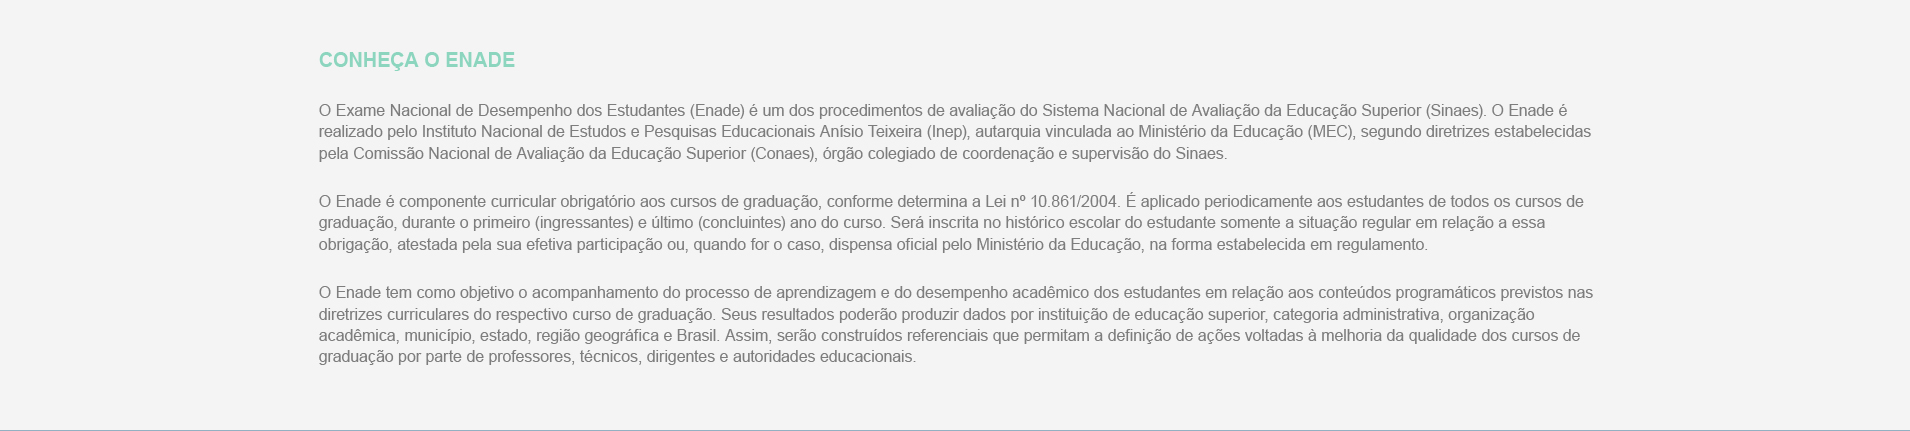 CONHEÇA O ENADE
O Exame Nacional de Desempenho dos Estudantes (Enade) é um dos procedimentos de avaliação do Sistema Nacional de Avaliação da Educação Superior (Sinaes). O Enade é
realizado pelo Instituto Nacional de Estudos e Pesquisas Educacionais Anísio Teixeira (Inep), autarquia vinculada ao Ministério da Educação (MEC), segundo diretrizes estabelecidas
pela Comissão Nacional de Avaliação da Educação Superior (Conaes), órgão colegiado de coordenação e supervisão do Sinaes.
O Enade é componente curricular obrigatório aos cursos de graduação, conforme determina a Lei nº 10.861/2004. É aplicado periodicamente aos estudantes de todos os cursos de
graduação, durante o primeiro (ingressantes) e último (concluintes) ano do curso. Será inscrita no histórico escolar do estudante somente a situação regular em relação a essa
obrigação, atestada pela sua efetiva participação ou, quando for o caso, dispensa oficial pelo Ministério da Educação, na forma estabelecida em regulamento.
O Enade tem como objetivo o acompanhamento do processo de aprendizagem e do desempenho acadêmico dos estudantes em relação aos conteúdos programáticos previstos nas
diretrizes curriculares do respectivo curso de graduação. Seus resultados poderão produzir dados por instituição de educação superior, categoria administrativa, organização
acadêmica, município, estado, região geográfica e Brasil. Assim, serão construídos referenciais que permitam a definição de ações voltadas à melhoria da qualidade dos cursos de
graduação por parte de professores, técnicos, dirigentes e autoridades educacionais.